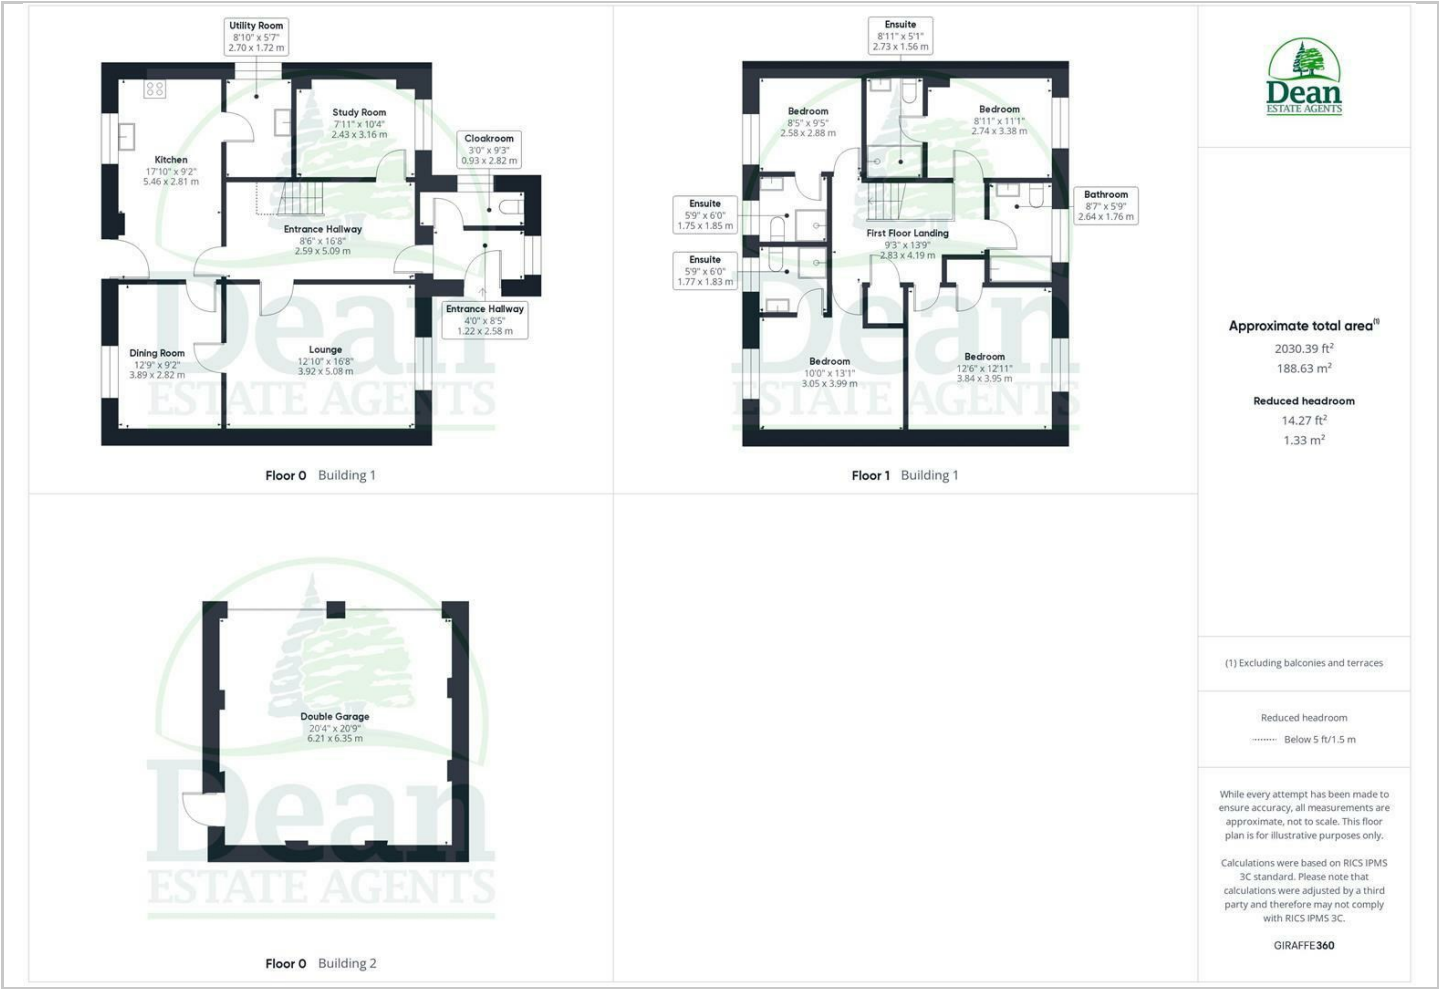 Utility Room
8'10" x 5'7"
2.70 x 1.72 m
Study Room
7'11" x 10'4"
2.43 x 3.16 m
Cloakroom
3'0" x 9'3"
0.93 x 2.82 m
Kitchen
17'10" x 9'2"
5.46 x 2.81 m
Entrance Hallway
8'6" x 16'8"
2.59 x 5.09 m
Entrance Hallway
4'0" x 8'5"
1.22 x 2.58 m
Dining Room
12'9" x 9'2"
3.89 x 2.82 m
Lounge
12'10" x 16'8"
3.92 x 5.08 m
Dean
ESTATE AGENTS
Floor 0 Building 1
Ensuite
8'11" x 5'1"
2.73 x 1.56 m
Bedroom
8'5" x 9'5"
2.58 x 2.88 m
Bedroom
8'11" x 11'1"
2.74 x 3.38 m
Ensuite
5'9" x 6'0"
1.75 x 1.85 m
Bathroom
8'7" x 5'9"
2.64 x 1.76 m
First Floor Landing
9'3" x 13'9"
2.83 x 4.19 m
Ensuite
5'9" x 6'0"
1.77 x 1.83 m
Bedroom
10'0" x 13'1"
3.05 x 3.99 m
Bedroom
12'6" x 12'11"
3.84 x 3.95 m
Dean
ESTATE AGENTS
Floor 1 Building 1
Double Garage
20'4" x 20'9"
6.21 x 6.35 m
Dean
ESTATE AGENTS
Floor 0 Building 2
Dean
ESTATE AGENTS
Approximate total area(1)
2030.39 ft²
188.63 m²
Reduced headroom
14.27 ft²
1.33 m²
(1) Excluding balconies and terraces
Reduced headroom
Below 5 ft/1.5 m
While every attempt has been made to
ensure accuracy, all measurements are
approximate, not to scale. This floor
plan is for illustrative purposes only.
Calculations were based on RICS IPMS
3C standard. Please note that
calculations were adjusted by a third
party and therefore may not comply
with RICS IPMS 3C.
GIRAFFE360